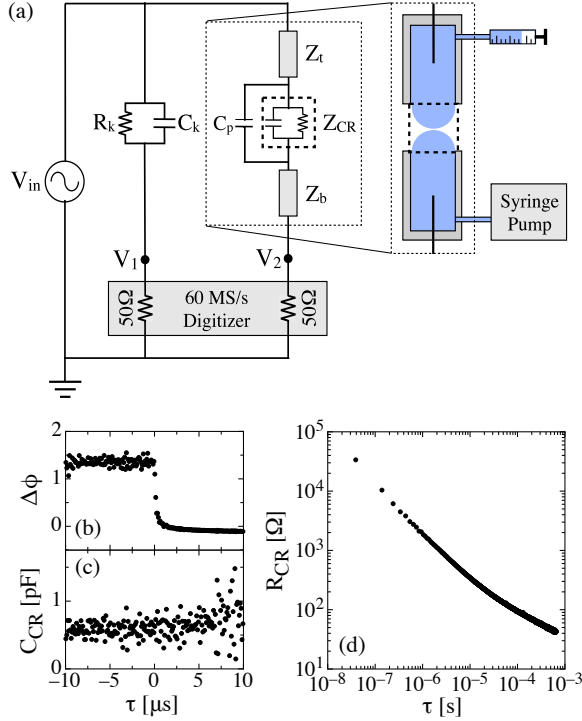 (a)
Z_t
R_k
C_k
C_p
Z_CR
V_in
Z_b
Syringe
Pump
V_1
V_2
50Ω
60 MS/s
Digitizer
50Ω
2
1
0
Δϕ
(b)
(c)
1
0
C_CR [pF]
−10
−5
0
5
10
τ [μs]
10^5
10^4
10^3
10^2
10^1
R_CR [Ω]
(d)
10^−8
10^−7
10^−6
10^−5
10^−4
10^−3
τ [s]